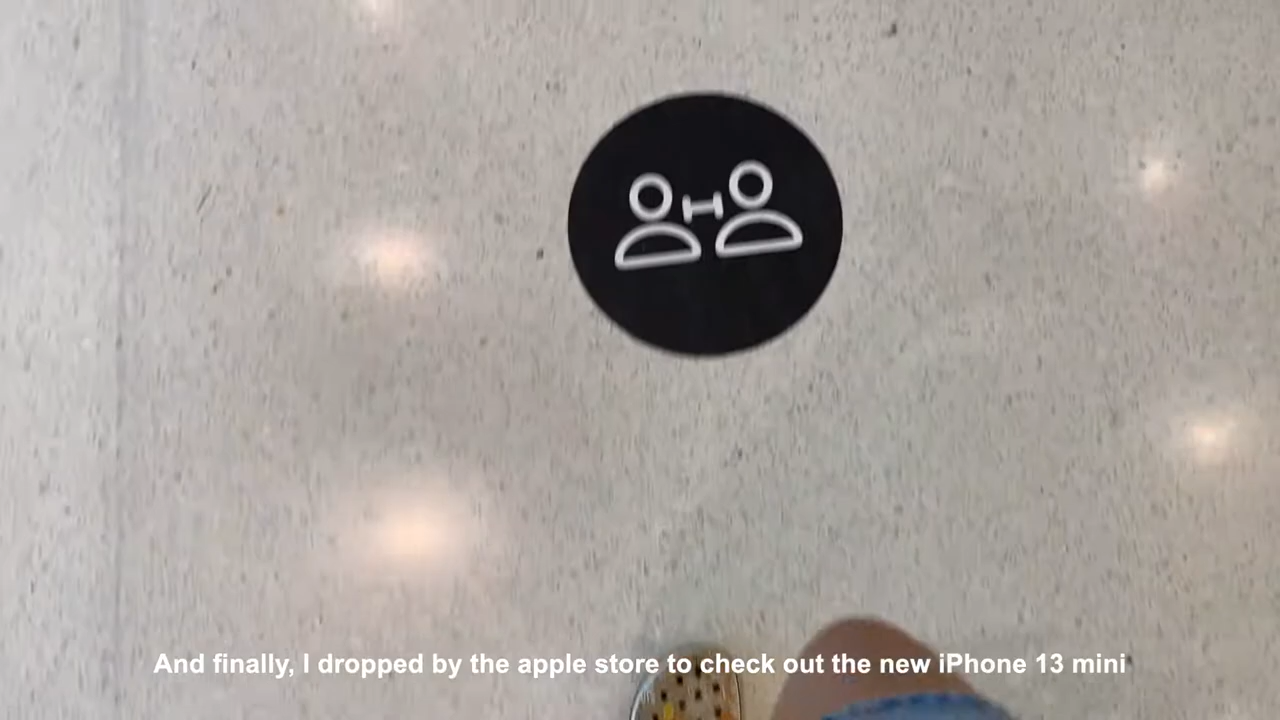 And finally, I dropped by the apple store to check out the new iPhone 13 mini